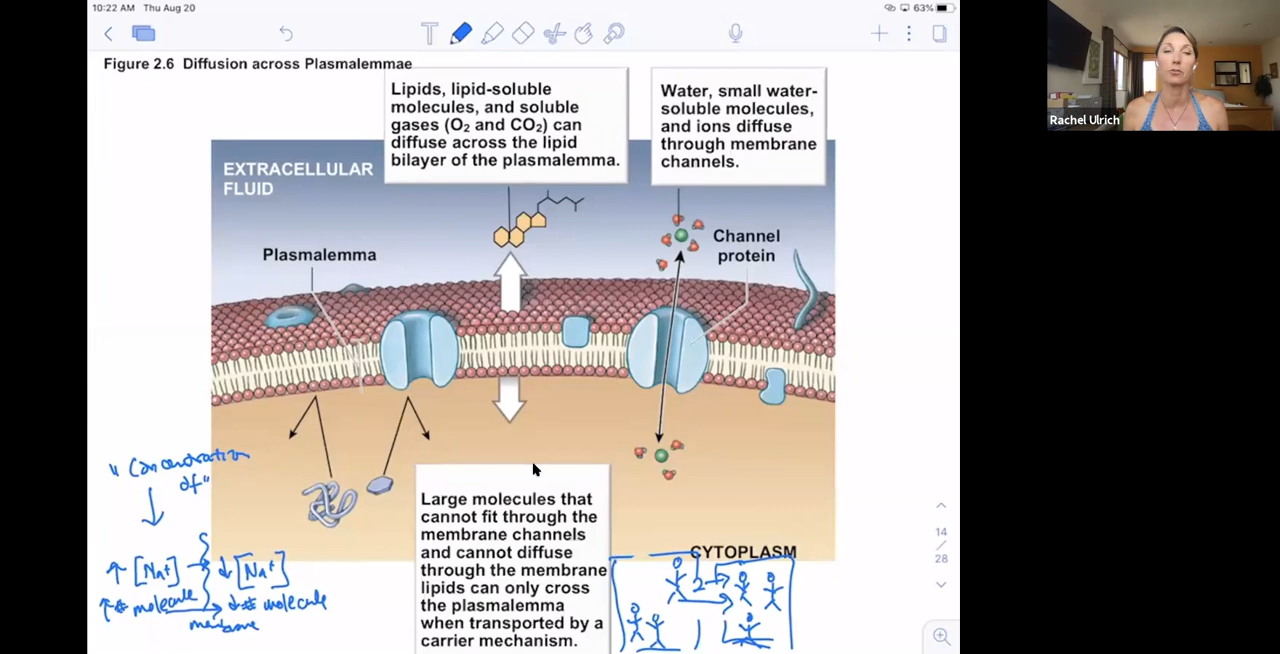 10:22 AM Thu Aug 20
63%
Figure 2.6 Diffusion across Plasmalemmae
Lipids, lipid-soluble
molecules, and soluble
gases (O₂ and CO₂) can
diffuse across the lipid
bilayer of the plasmalemma.
Water, small water-
soluble molecules,
and ions diffuse
through membrane
channels.
Rachel Ulrich
EXTRACELLULAR
FLUID
Plasmalemma
Channel
protein
"Concentration
of"
↑ [Na+] → ↓ [Na+]
↑# molecule → ↓# molecule
membrane
Large molecules that
cannot fit through the
membrane channels
and cannot diffuse
through the membrane
lipids can only cross
the plasmalemma
when transported by a
carrier mechanism.
CYTOPLASM
14
/
28